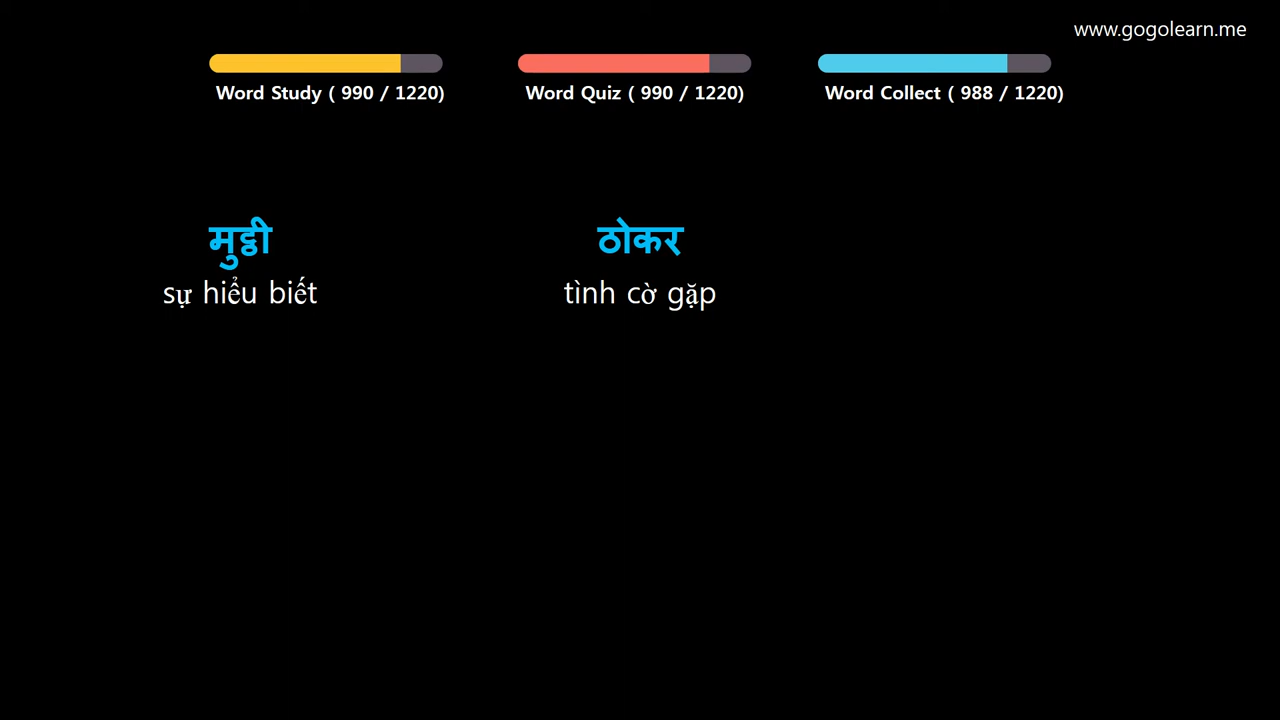 www.gogolearn.me
Word Study ( 990 / 1220)
Word Quiz ( 990 / 1220)
Word Collect ( 988 / 1220)
मुट्ठी
ठोकर
sự hiểu biết
tình cờ gặp